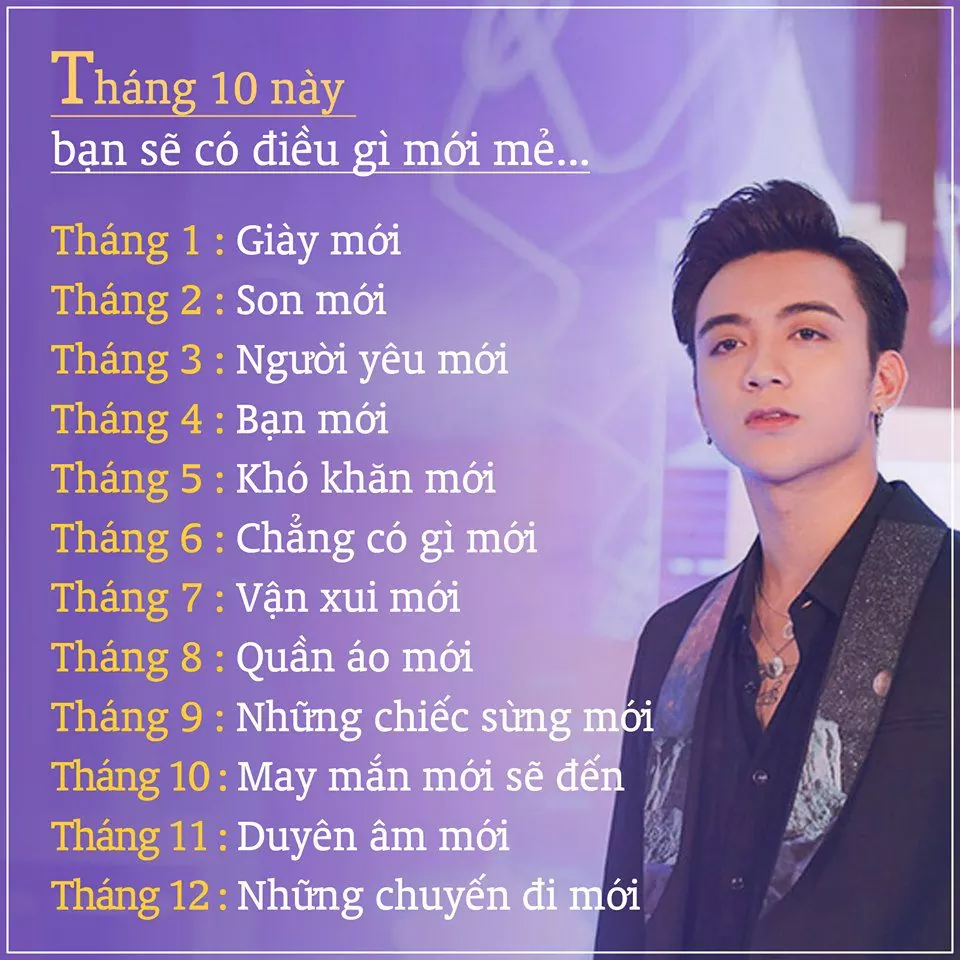 Tháng 10 này
bạn sẽ có điều gì mới mẻ...
Tháng 1 : Giày mới
Tháng 2 : Son mới
Tháng 3 : Người yêu mới
Tháng 4 : Bạn mới
Tháng 5 : Khó khăn mới
Tháng 6 : Chẳng có gì mới
Tháng 7 : Vận xui mới
Tháng 8 : Quần áo mới
Tháng 9 : Những chiếc sừng mới
Tháng 10 : May mắn mới sẽ đến
Tháng 11 : Duyên âm mới
Tháng 12 : Những chuyến đi mới